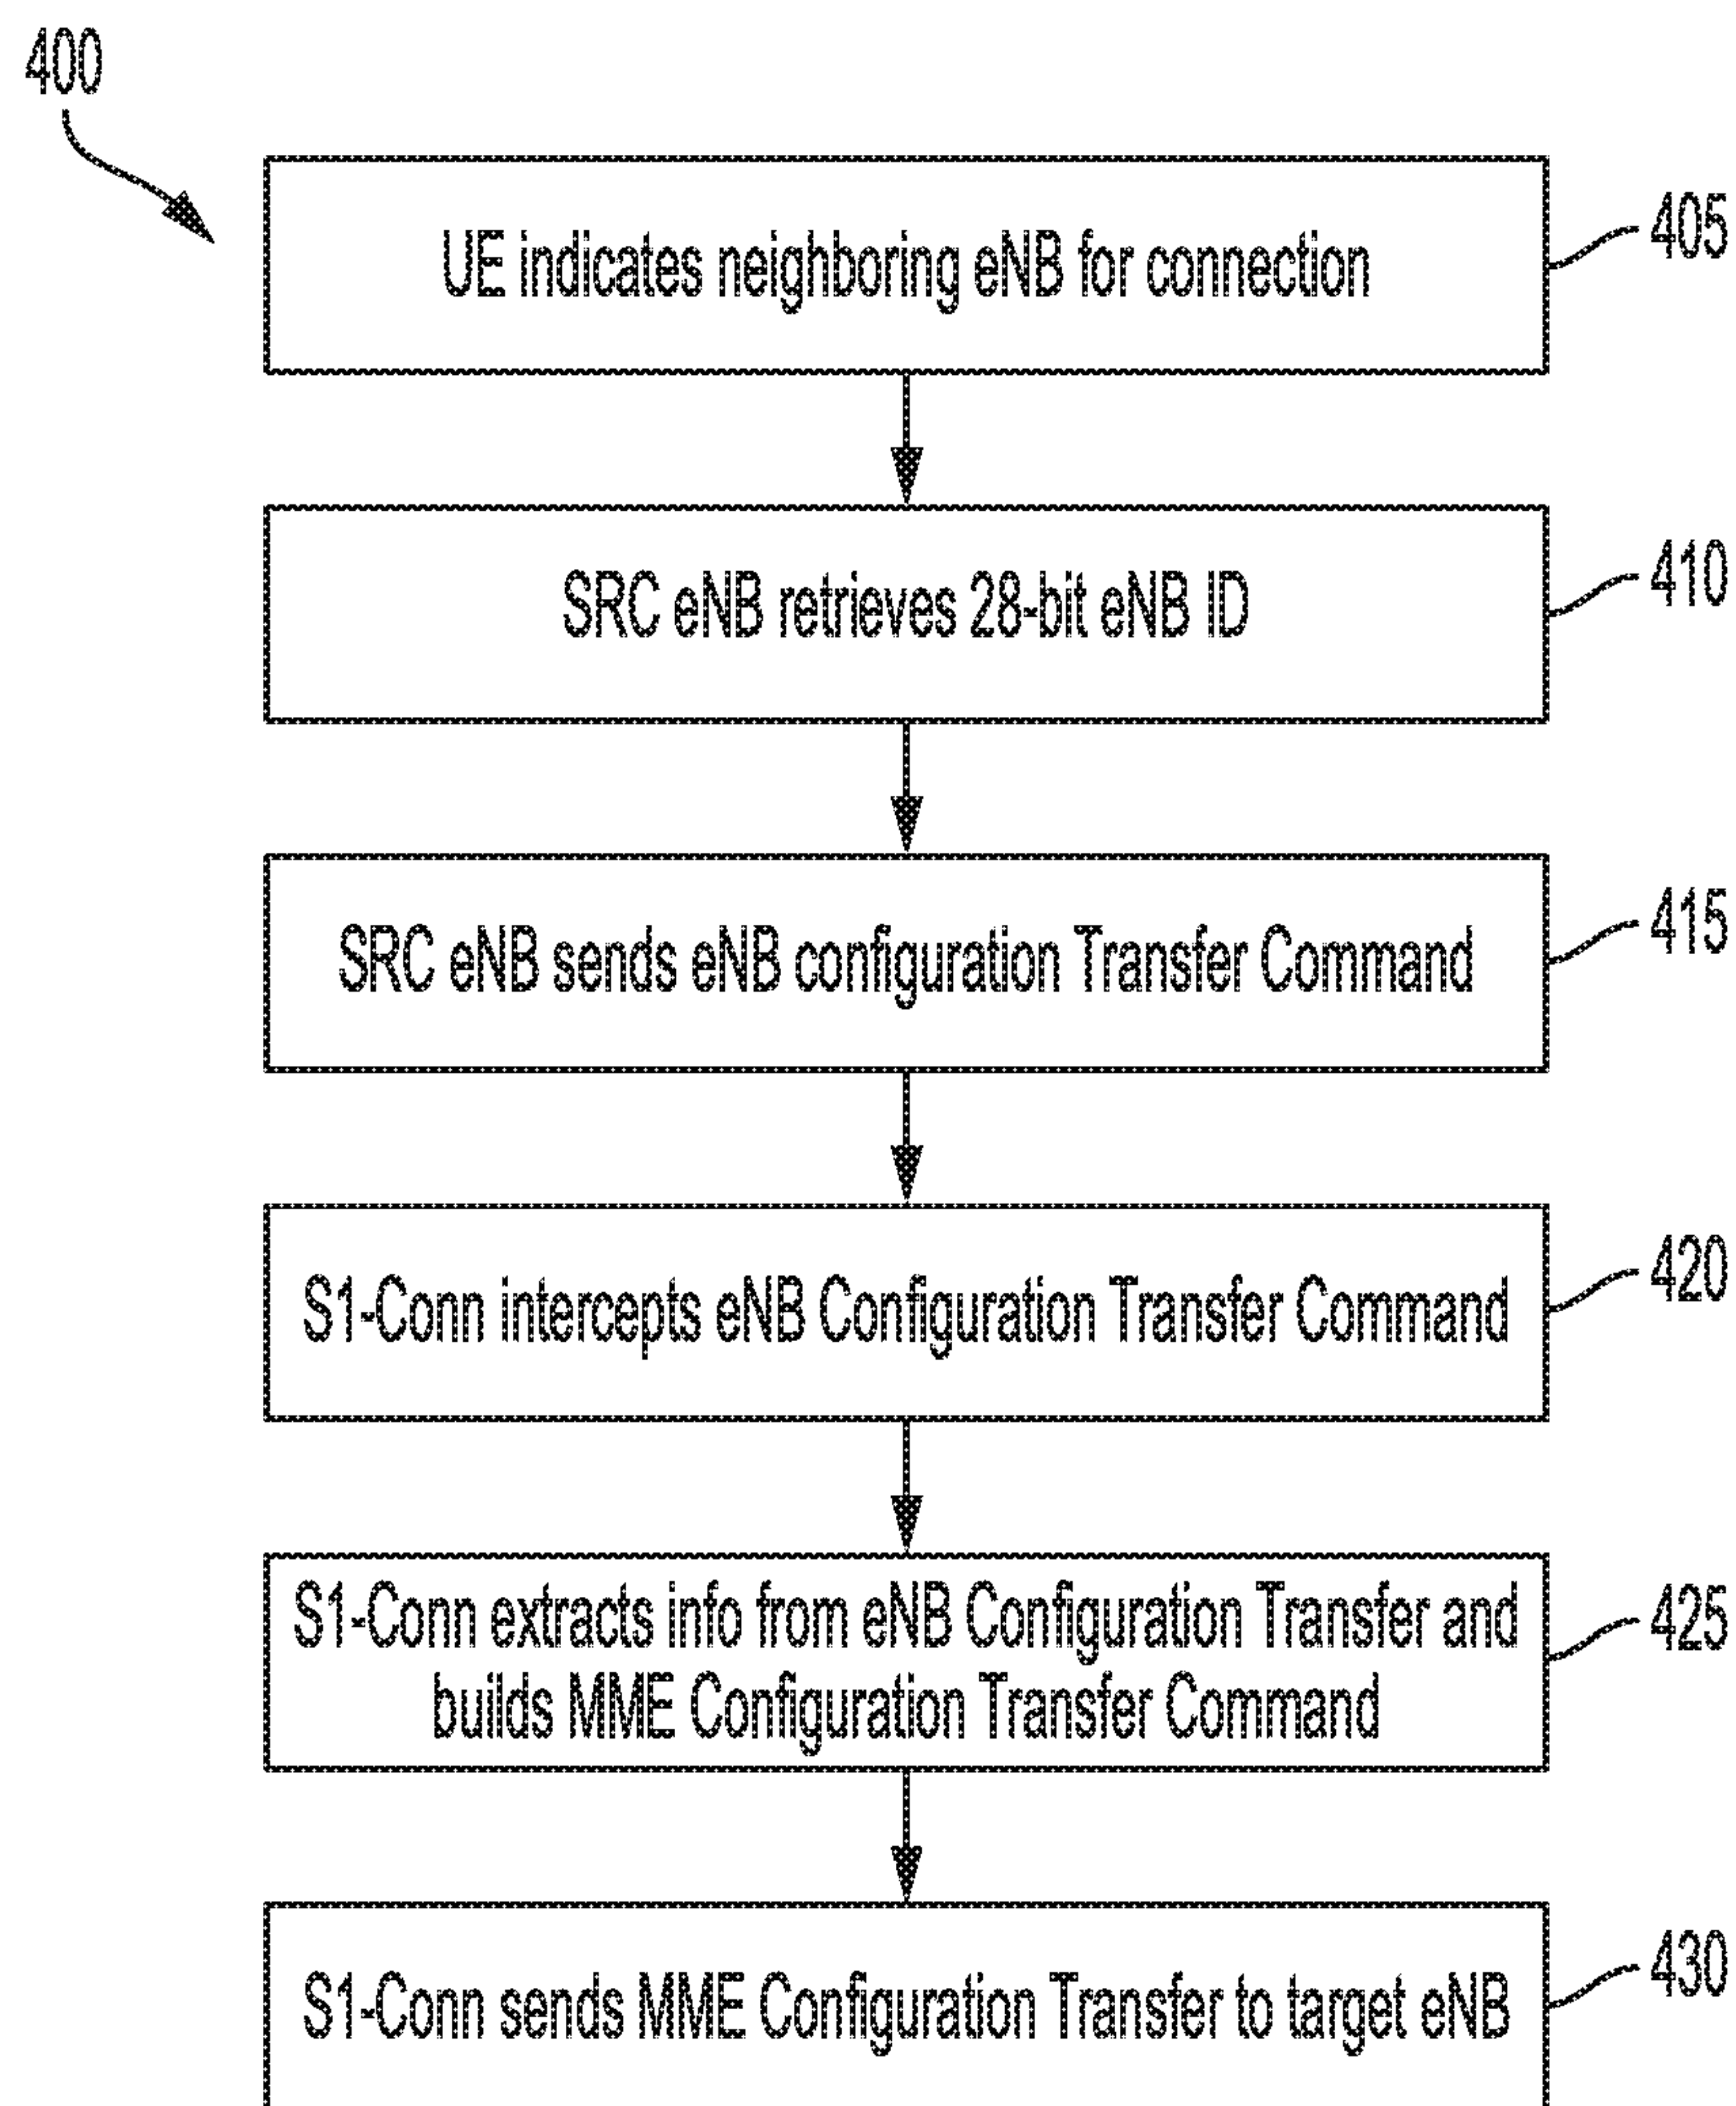 400
UE indicates neighboring eNB for connection
405
SRC eNB retrieves 28-bit eNB ID
410
SRC eNB sends eNB configuration Transfer Command
415
S1-Conn intercepts eNB Configuration Transfer Command
420
S1-Conn extracts info from eNB Configuration Transfer and
builds MME Configuration Transfer Command
425
S1-Conn sends MME Configuration Transfer to target eNB
430